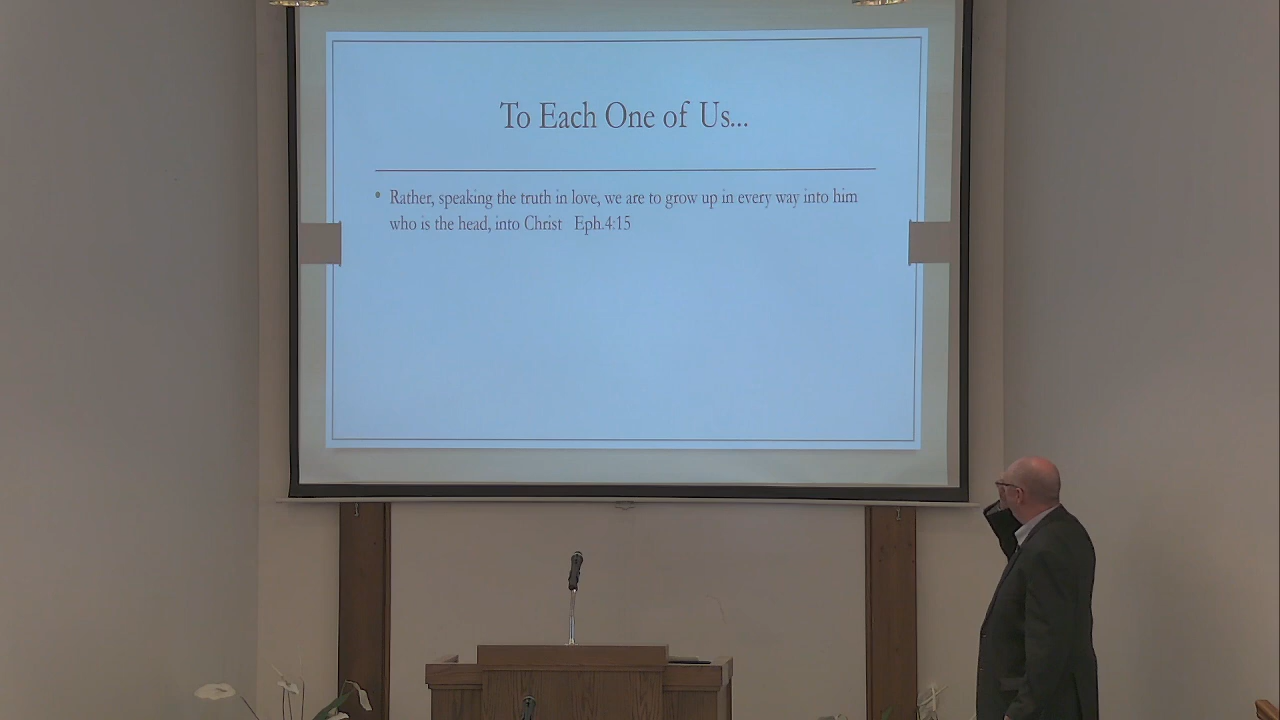 To Each One of Us...
• Rather, speaking the truth in love, we are to grow up in every way into him
who is the head, into Christ Eph.4:15